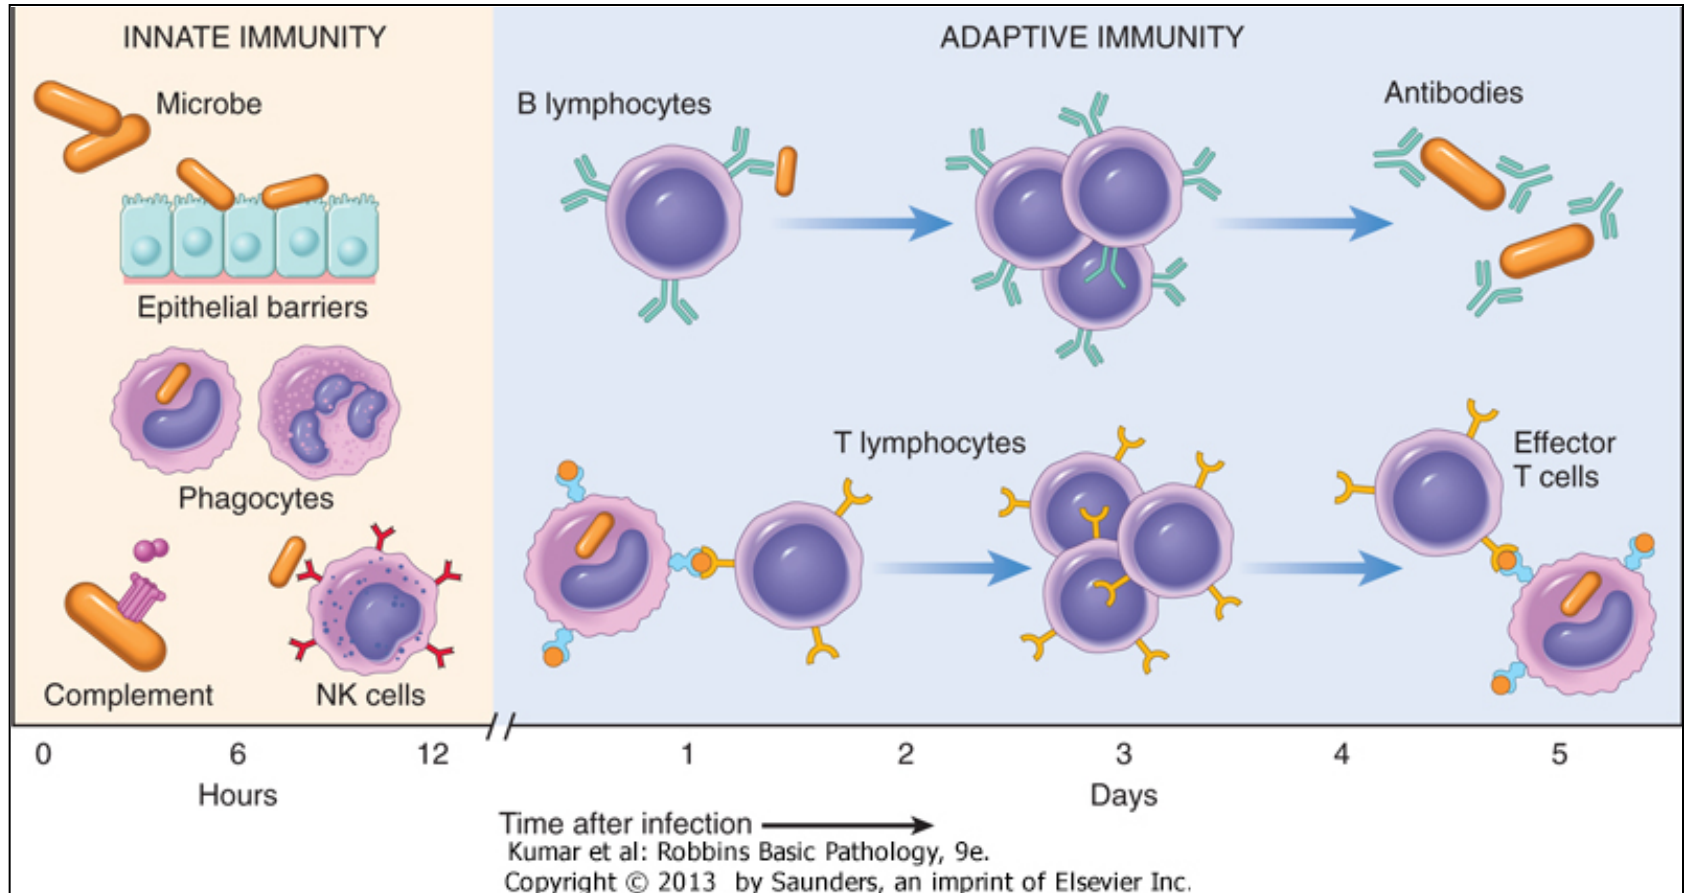 INNATE IMMUNITY
ADAPTIVE IMMUNITY
Microbe
B lymphocytes
Antibodies
Epithelial barriers
T lymphocytes
Effector
T cells
Phagocytes
Complement
NK cells
0 6 12 1 2 3 4 5
Hours
Days
Time after infection
Kumar et al: Robbins Basic Pathology, 9e.
Copyright © 2013 by Saunders, an imprint of Elsevier Inc.